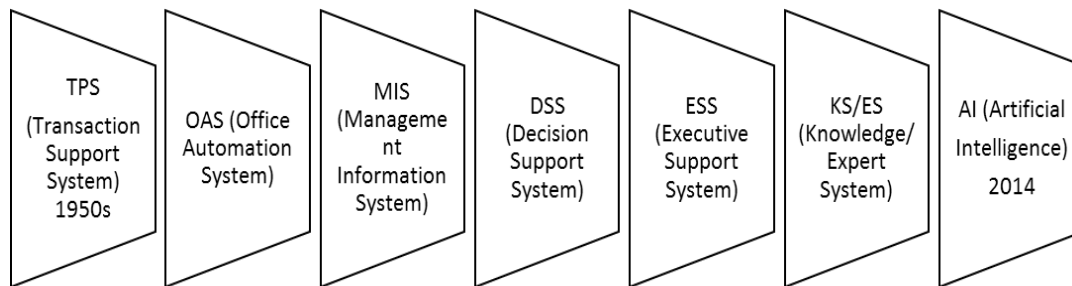 TPS
(Transaction
Support
System)
1950s
OAS (Office
Automation
System)
MIS
(Manageme
nt
Information
System)
DSS
(Decision
Support
System)
ESS
(Executive
Support
System)
KS/ES
(Knowledge/
Expert
System)
AI (Artificial
Intelligence)
2014